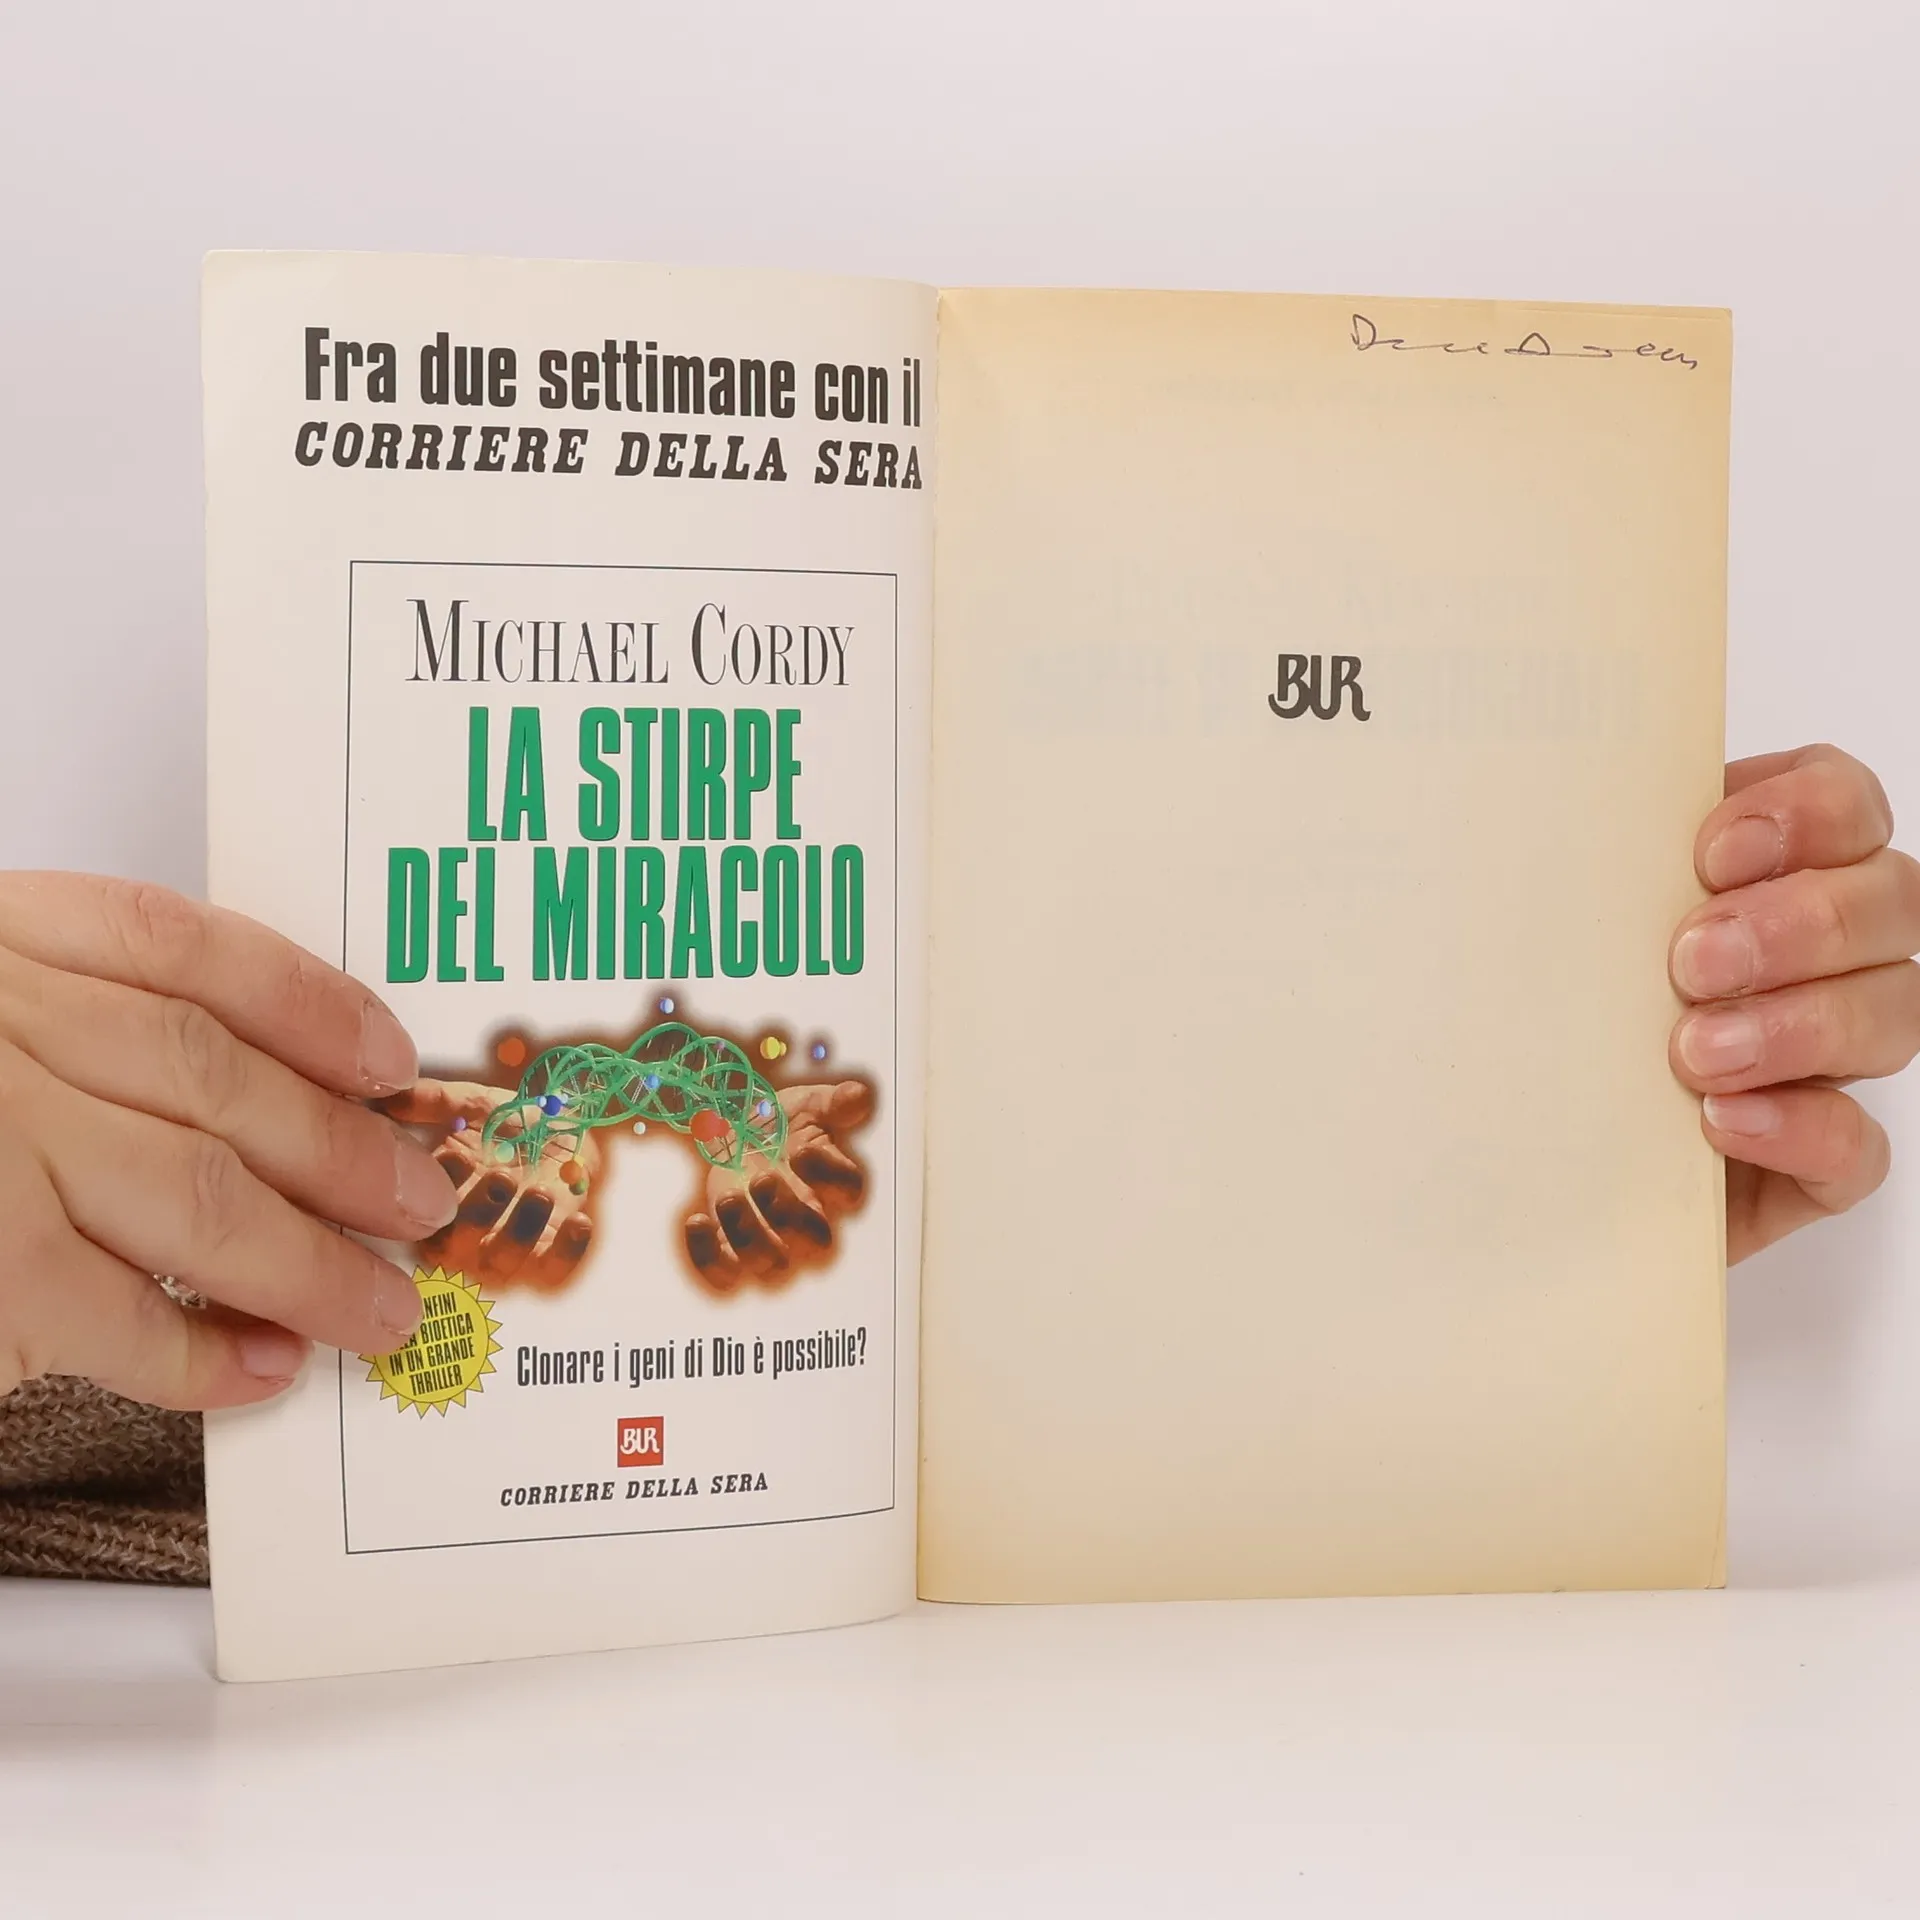 Fra due settimane con il
CORRIERE DELLA SERA
MICHAEL CORDY
LA STIRPE
DEL MIRACOLO
BIOETICA
IN UN GRANDE
THRILLER
Clonare i geni di Dio è possibile?
BUR
CORRIERE DELLA SERA
BUR